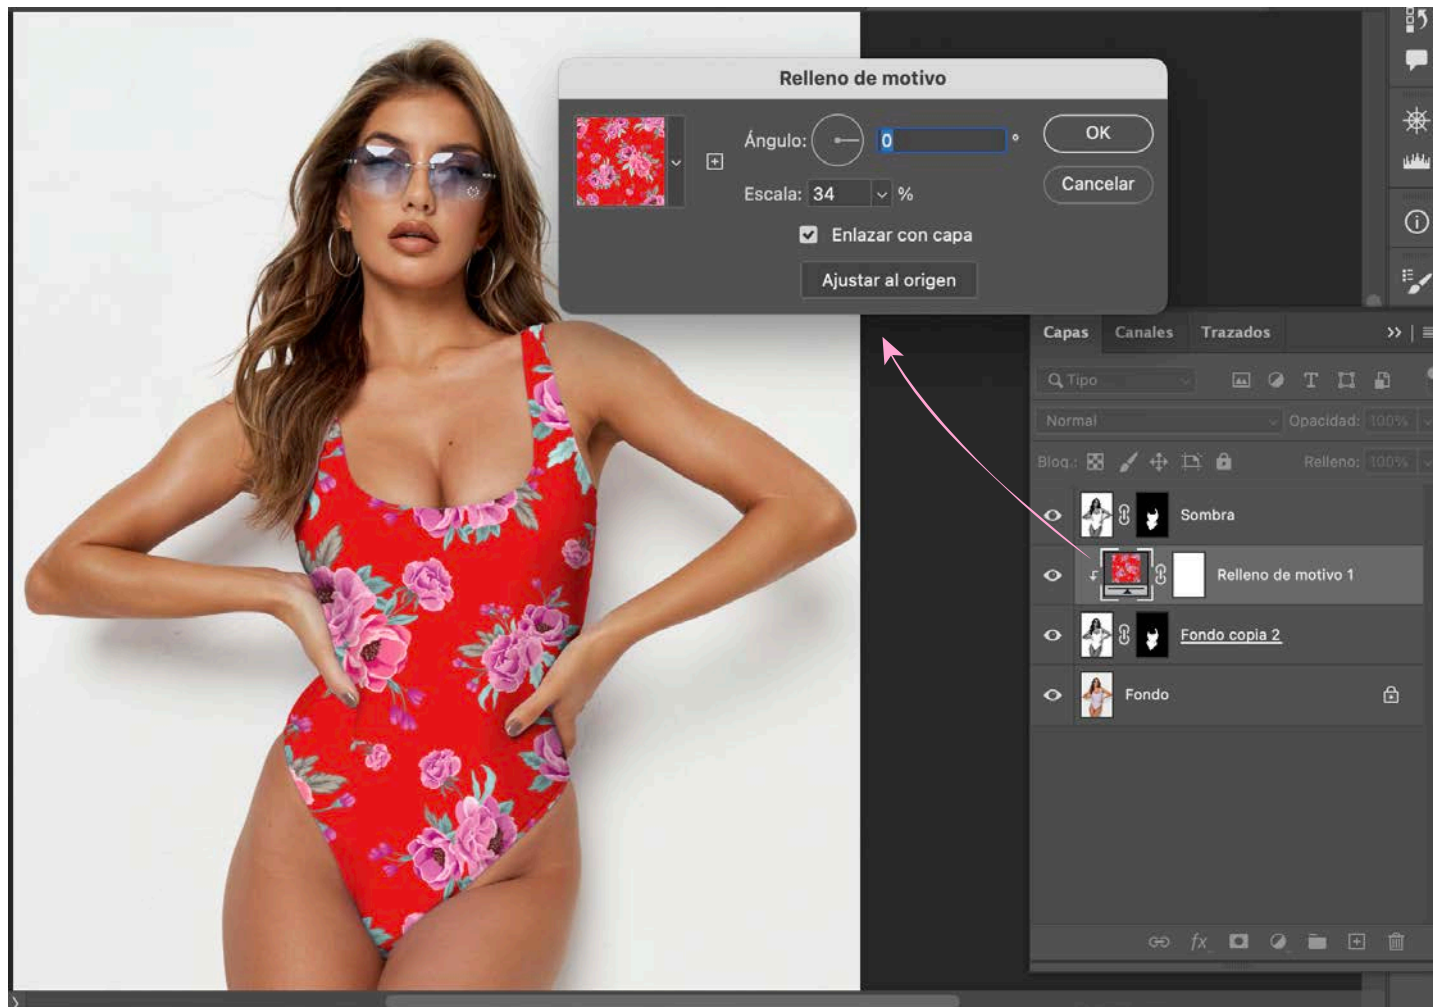 Relleno de motivo
Ángulo: 0 °
OK
Escala: 34 %
Cancelar
Enlazar con capa
Ajustar al origen
Capas Canales Trazados
Tipo
Normal Opacidad: 100%
Bloq.: Relleno: 100%
Sombra
Relleno de motivo 1
Fondo copia 2
Fondo
fx